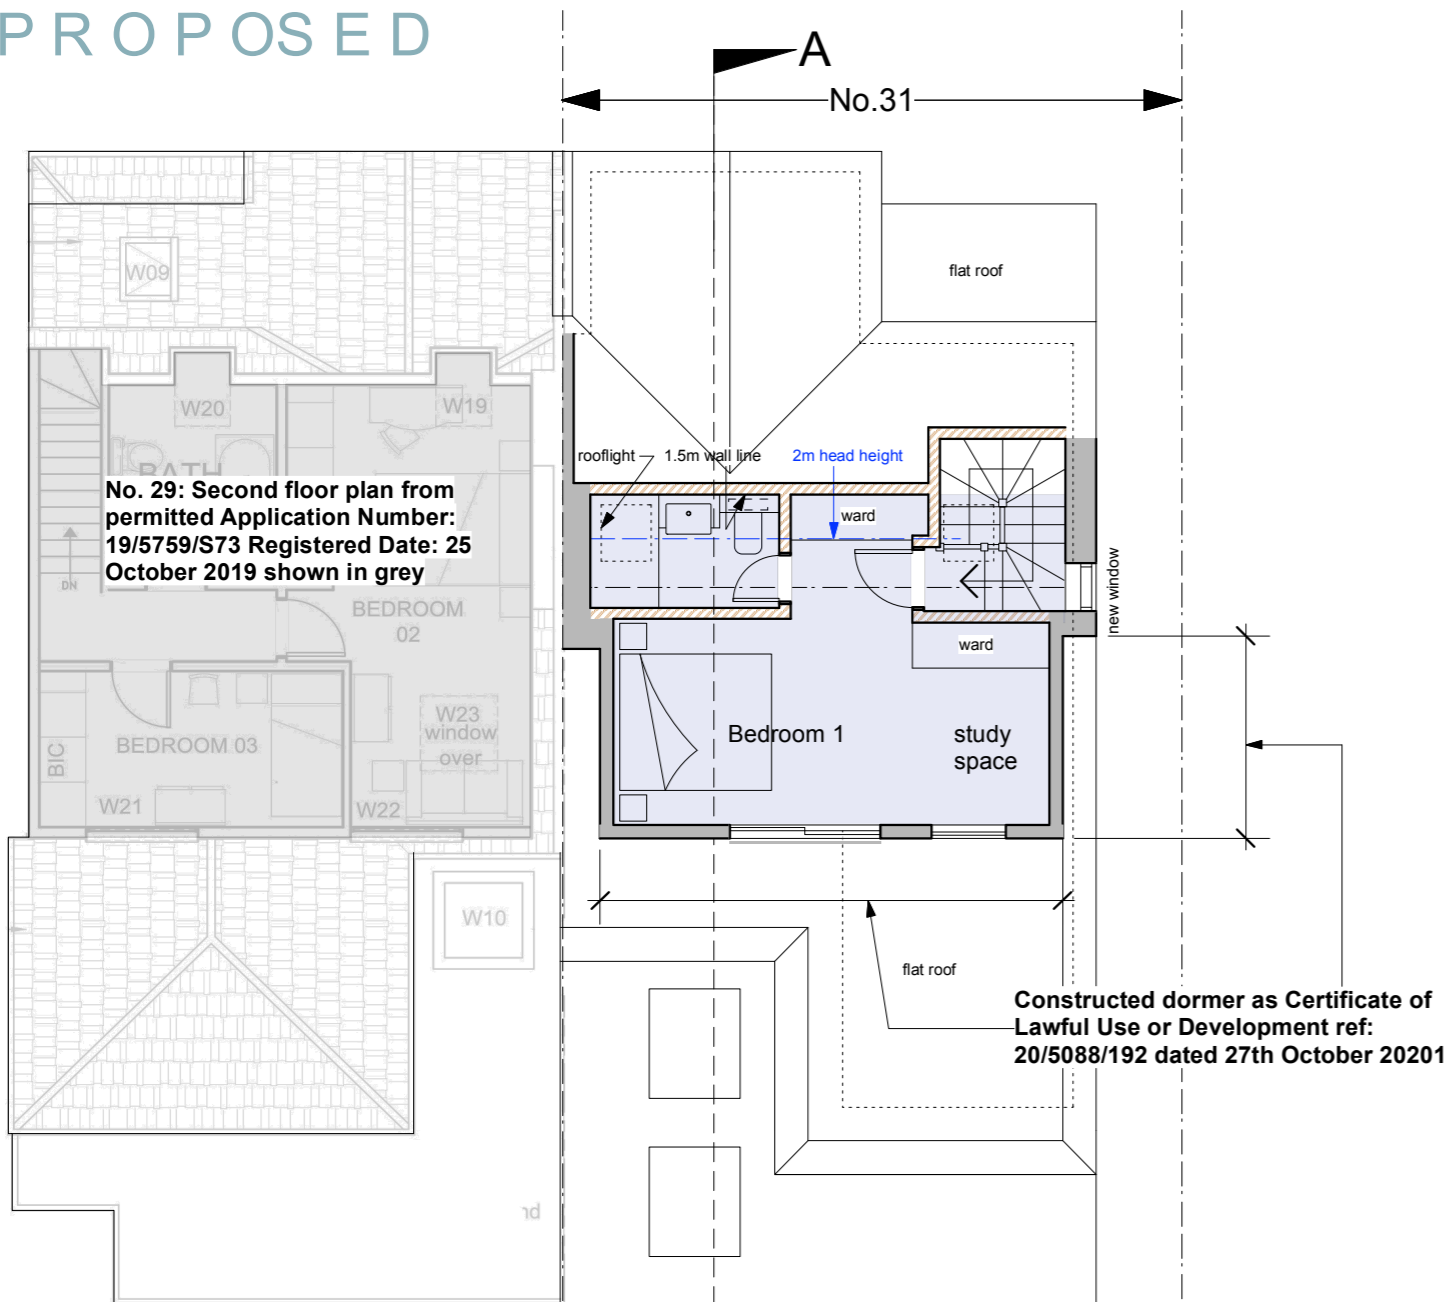 PROPOSED
A
No.31
W09
flat roof
W20
W19
BATH
rooflight
1.5m wall line
2m head height
No. 29: Second floor plan from
permitted Application Number:
19/5759/S73 Registered Date: 25
October 2019 shown in grey
ward
DN
BEDROOM
02
new window
ward
W23
window
over
Bedroom 1
study
space
BEDROOM 03
BIC
W21
W22
W10
flat roof
Constructed dormer as Certificate of
Lawful Use or Development ref:
20/5088/192 dated 27th October 20201
nd